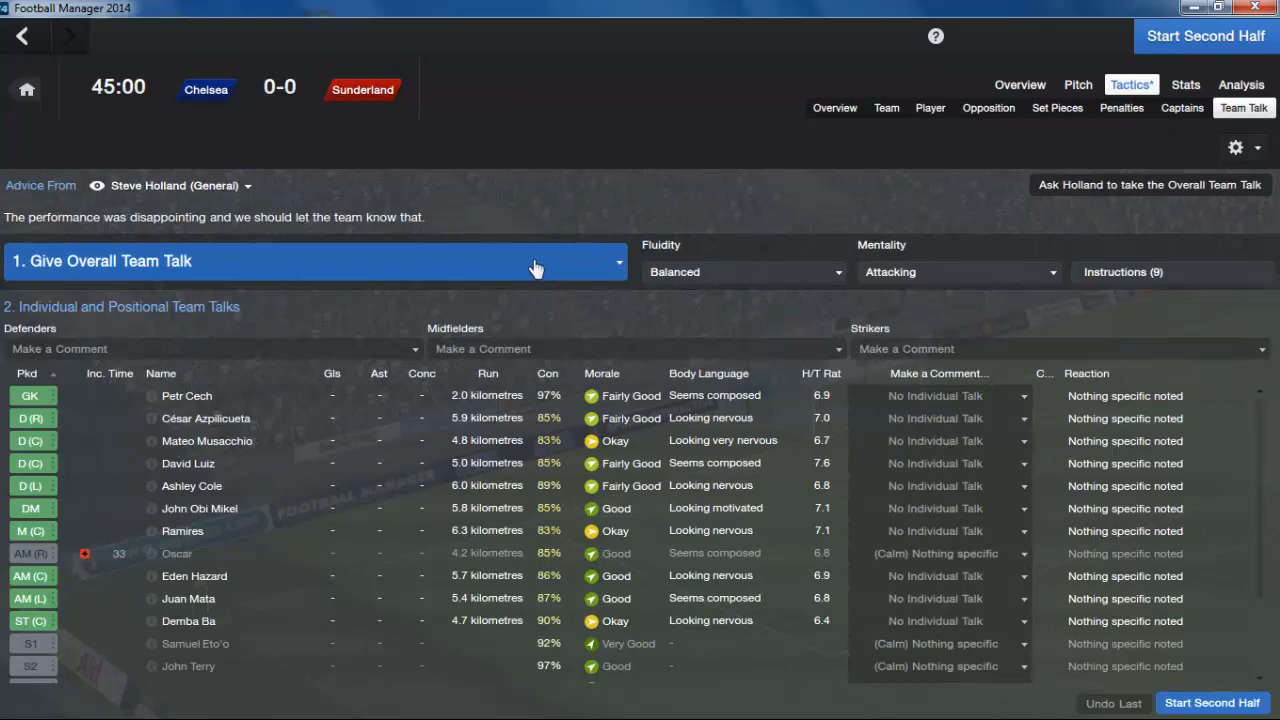 Football Manager 2014
Start Second Half
45:00 Chelsea 0-0 Sunderland
Overview Pitch Tactics* Stats Analysis
Overview Team Player Opposition Set Pieces Penalties Captains Team Talk
Advice From Steve Holland (General) Ask Holland to take the Overall Team Talk
The performance was disappointing and we should let the team know that.
Fluidity Mentality
1. Give Overall Team Talk Balanced Attacking Instructions (9)
2. Individual and Positional Team Talks
Defenders Midfielders Strikers
Make a Comment Make a Comment Make a Comment
Pkd Inc. Time Name Gls Ast Conc Run Con Morale Body Language H/T Rat Make a Comment... C... Reaction
GK Petr Cech - - - 2.0 kilometres 97% Fairly Good Seems composed 6.9 No Individual Talk Nothing specific noted
D (R) César Azpilicueta - - - 5.9 kilometres 85% Fairly Good Looking nervous 7.0 No Individual Talk Nothing specific noted
D (C) Mateo Musacchio - - - 4.8 kilometres 83% Okay Looking very nervous 6.7 No Individual Talk Nothing specific noted
D (C) David Luiz - - - 5.0 kilometres 85% Fairly Good Seems composed 7.6 No Individual Talk Nothing specific noted
D (L) Ashley Cole - - - 6.0 kilometres 89% Fairly Good Looking nervous 6.8 No Individual Talk Nothing specific noted
DM John Obi Mikel - - - 5.8 kilometres 85% Good Looking motivated 7.1 No Individual Talk Nothing specific noted
M (C) Ramires - - - 6.3 kilometres 83% Okay Looking nervous 7.1 No Individual Talk Nothing specific noted
AM (R) 33 Oscar - - - 4.2 kilometres 85% Good Seems composed 6.8 (Calm) Nothing specific Nothing specific noted
AM (C) Eden Hazard - - - 5.7 kilometres 86% Good Looking nervous 6.9 No Individual Talk Nothing specific noted
AM (L) Juan Mata - - - 5.4 kilometres 87% Good Seems composed 6.8 No Individual Talk Nothing specific noted
ST (C) Demba Ba - - - 4.7 kilometres 90% Okay Looking nervous 6.4 No Individual Talk Nothing specific noted
S1 Samuel Eto'o 92% Very Good - (Calm) Nothing specific Nothing specific noted
S2 John Terry 97% Good - (Calm) Nothing specific Nothing specific noted
Undo Last Start Second Half